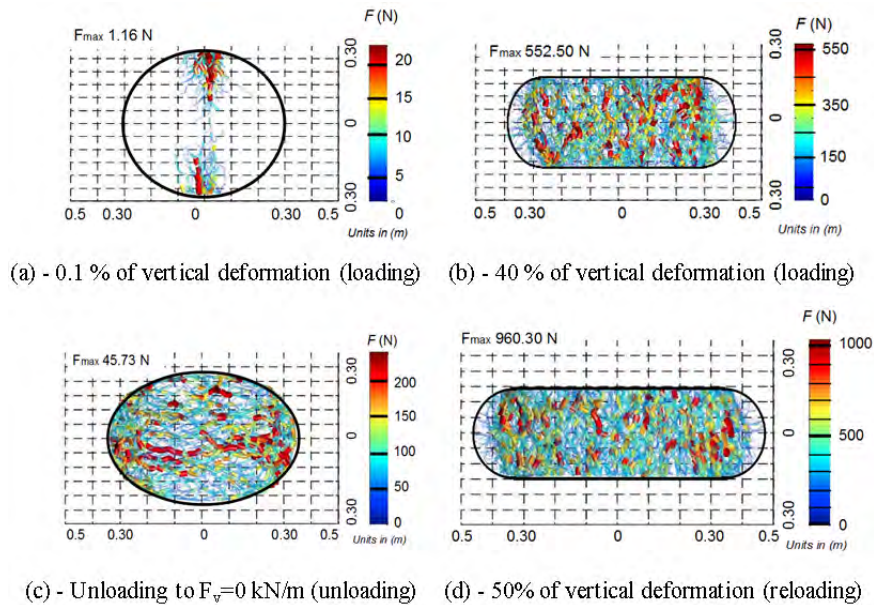 F (N)
Fmax 1.16 N
20
15
10
5
0
0.30
0
0.30
0.5 0.30 0 0.30 0.5
Units in (m)
(a) - 0.1 % of vertical deformation (loading)
F (N)
Fmax 552.50 N
550
350
150
0
0.30
0
0.30
0.5 0.30 0 0.30 0.5
Units in (m)
(b) - 40 % of vertical deformation (loading)
F (N)
Fmax 45.73 N
200
150
100
50
0
0.30
0
0.30
0.5 0.30 0 0.30 0.5
Units in (m)
(c) - Unloading to Fv=0 kN/m (unloading)
F (N)
Fmax 960.30 N
1000
500
0
0.30
0
0.30
0.5 0.30 0 0.30 0.5
Units in (m)
(d) - 50% of vertical deformation (reloading)